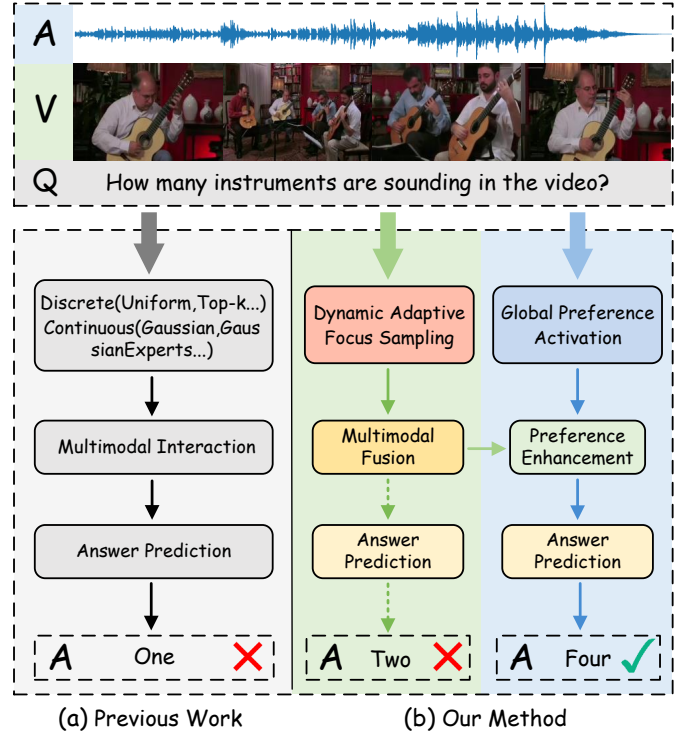 A
V
Q How many instruments are sounding in the video?
Discrete(Uniform,Top-k...)
Continuous(Gaussian,Gaus
sianExperts...)
Multimodal Interaction
Answer Prediction
A One
(a) Previous Work
Dynamic Adaptive
Focus Sampling
Multimodal
Fusion
Answer
Prediction
A Two
Global Preference
Activation
Preference
Enhancement
Answer
Prediction
A Four
(b) Our Method